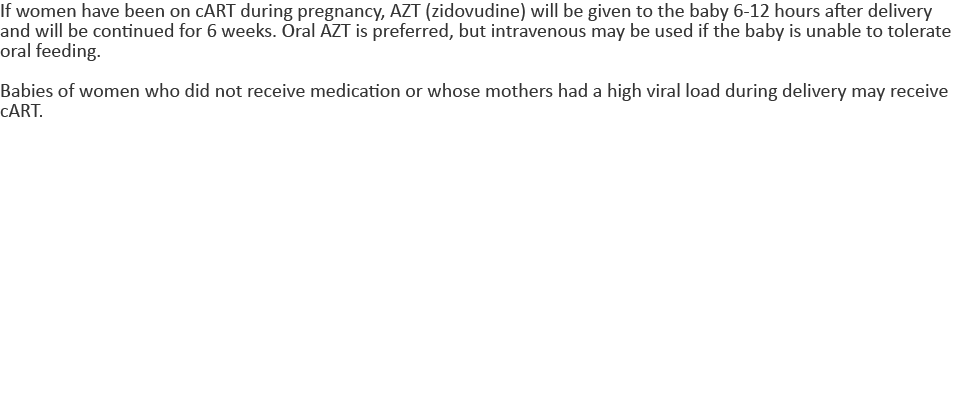 If women have been on cART during pregnancy, AZT (zidovudine) will be given to the baby 6-12 hours after delivery
and will be continued for 6 weeks. Oral AZT is preferred, but intravenous may be used if the baby is unable to tolerate
oral feeding.
Babies of women who did not receive medication or whose mothers had a high viral load during delivery may receive
cART.